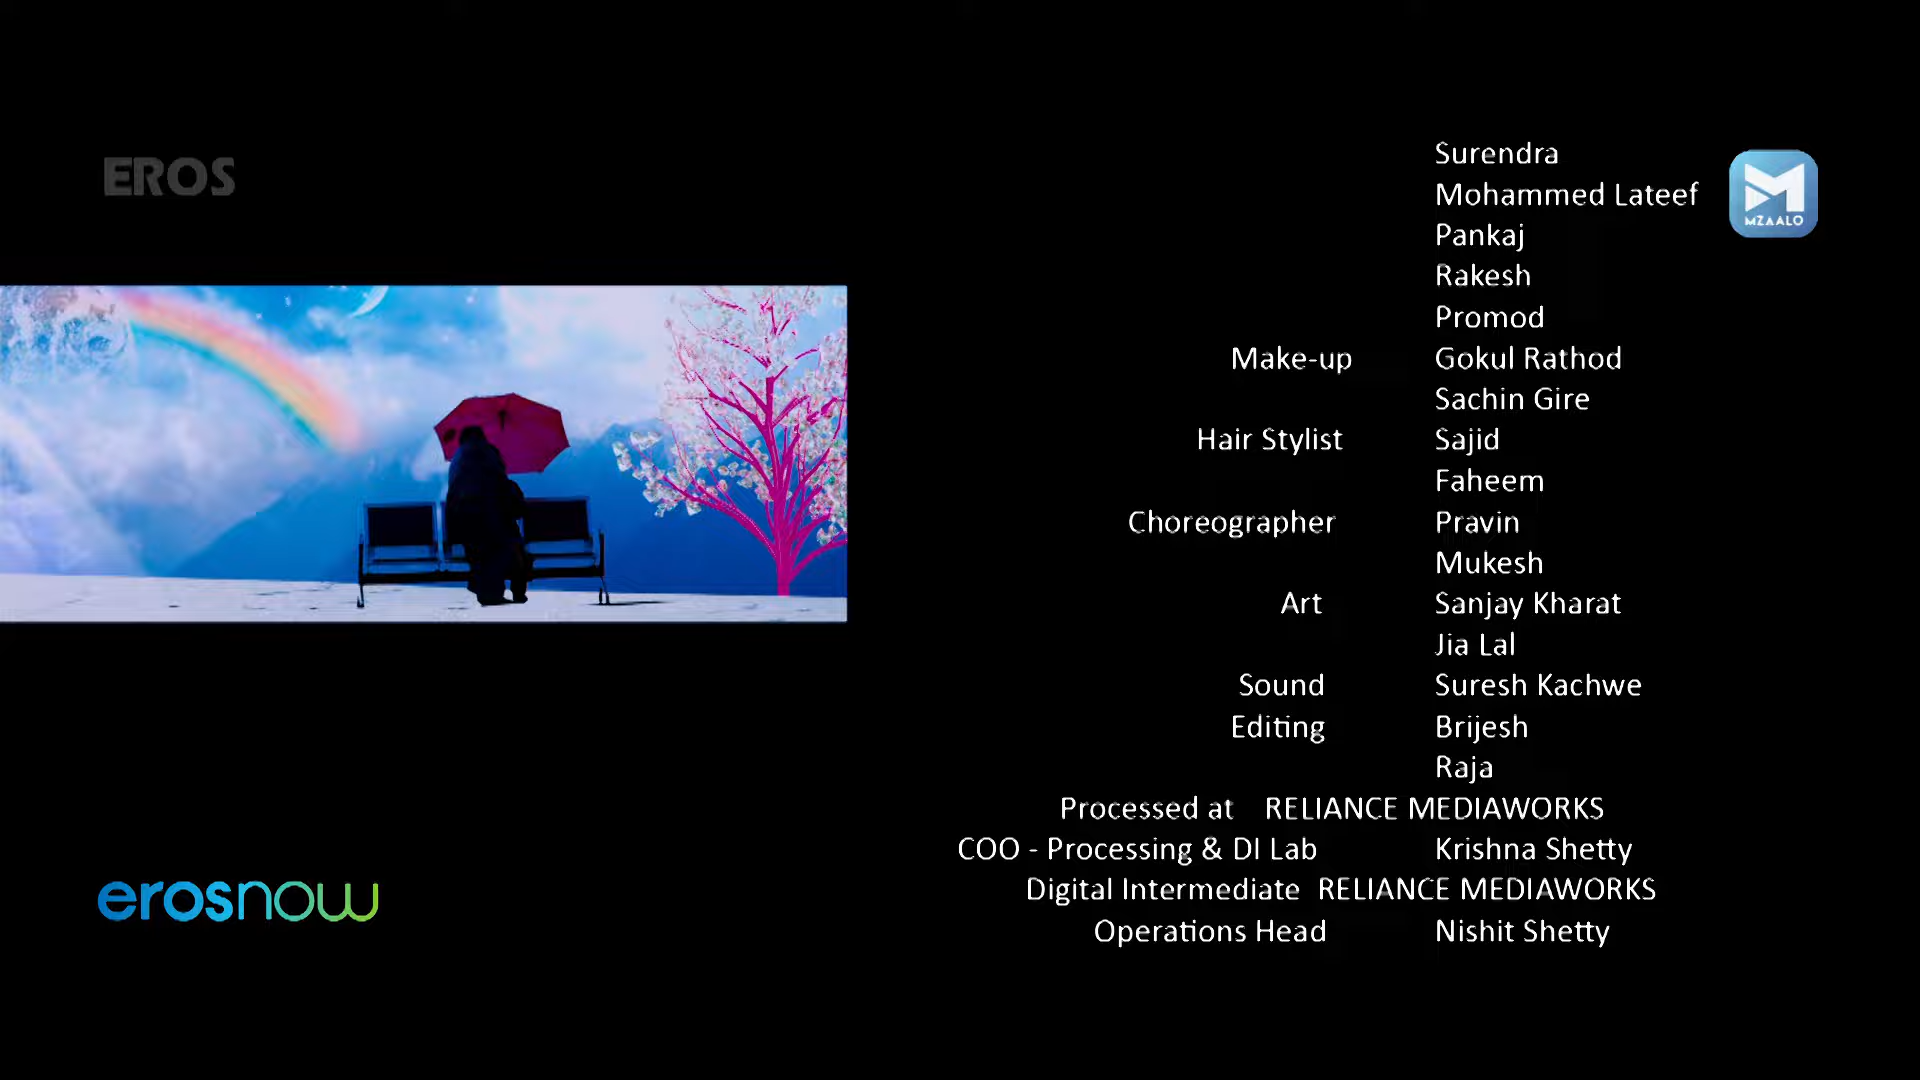 EROS
Surendra
Mohammed Lateef
MZAALO
Pankaj
Rakesh
Promod
Make-up Gokul Rathod
Sachin Gire
Hair Stylist Sajid
Faheem
Choreographer Pravin
Mukesh
Art Sanjay Kharat
Jia Lal
Sound Suresh Kachwe
Editing Brijesh
Raja
Processed at RELIANCE MEDIAWORKS
COO - Processing & DI Lab Krishna Shetty
Digital Intermediate RELIANCE MEDIAWORKS
Operations Head Nishit Shetty
erosnow